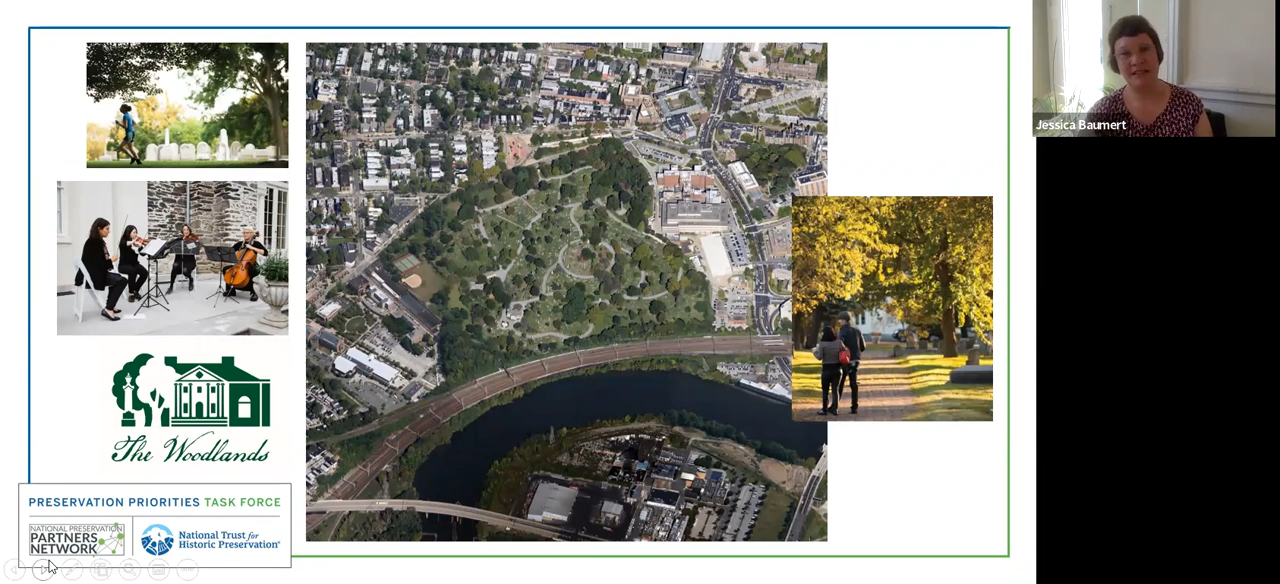 Jessica Baumert
The Woodlands
PRESERVATION PRIORITIES TASK FORCE
NATIONAL PRESERVATION
PARTNERS
NETWORK
National Trust for
Historic Preservation®